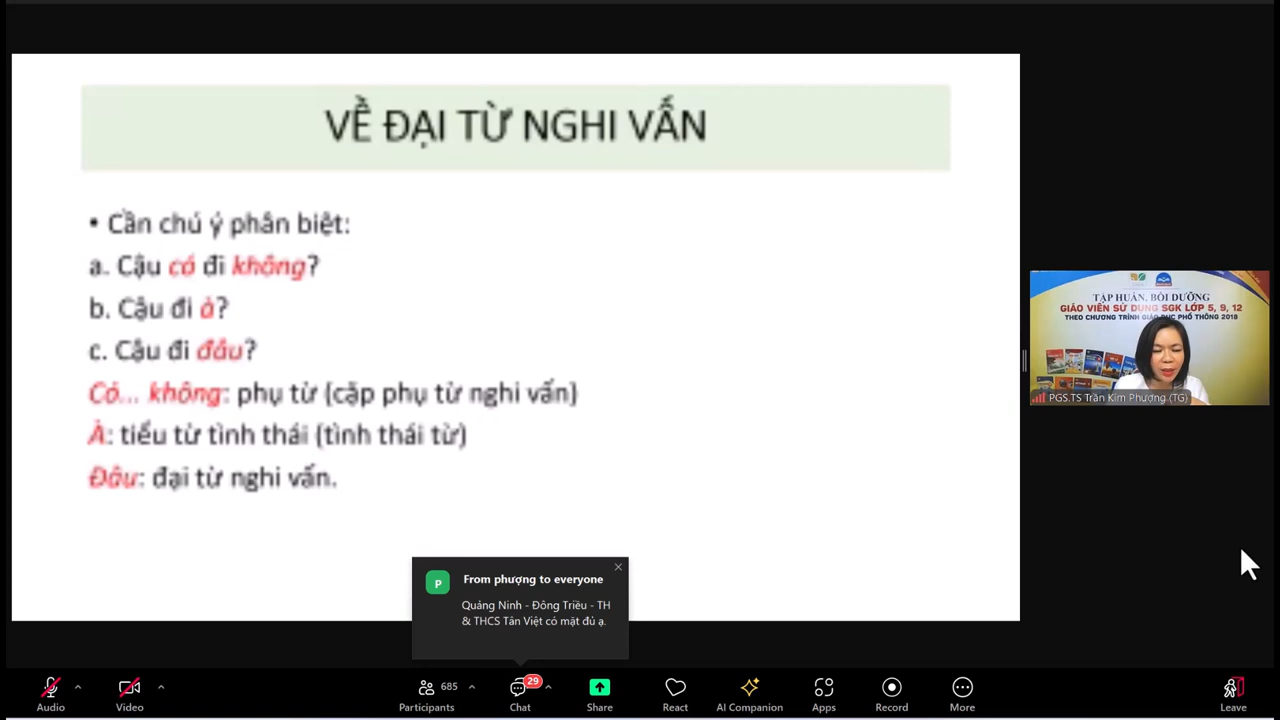 VỀ ĐẠI TỪ NGHI VẤN
• Cần chú ý phân biệt:
a. Cậu có đi không?
b. Cậu đi à?
c. Cậu đi đâu?
Có... không: phụ từ (cặp phụ từ nghi vấn)
À: tiểu từ tình thái (tình thái từ)
Đâu: đại từ nghi vấn.
TẬP HUẤN, BỒI DƯỠNG
GIÁO VIÊN SỬ DỤNG SGK LỚP 5, 9, 12
THEO CHƯƠNG TRÌNH GIÁO DỤC PHỔ THÔNG 2018
PGS.TS Trần Kim Phượng (TG)
P
From phượng to everyone
Quảng Ninh - Đông Triều - TH
& THCS Tân Việt có mặt đủ ạ.
Audio
Video
685
Participants
29
Chat
Share
React
AI Companion
Apps
Record
More
Leave